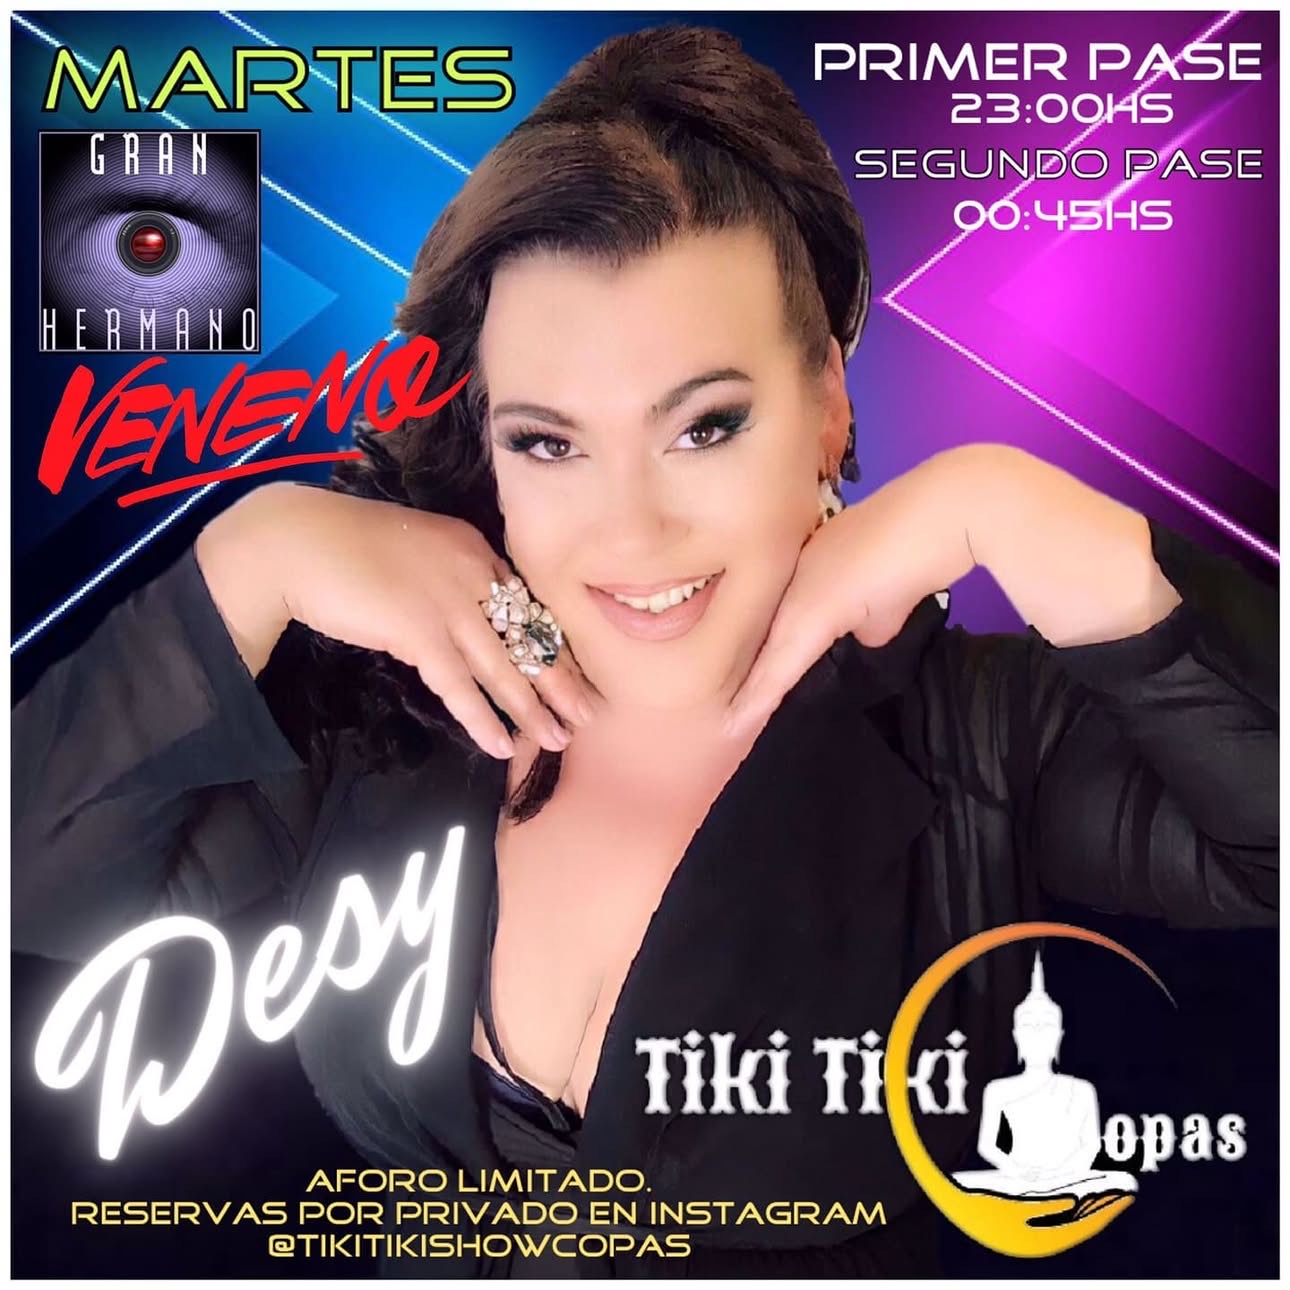 MARTES
GRAN
HERMANO
VENENO
PRIMER PASE
23:00HS
SEGUNDO PASE
00:45HS
Desy
Tiki Tiki Copas
AFORO LIMITADO.
RESERVAS POR PRIVADO EN INSTAGRAM
@TIKITIKISHOWCOPAS